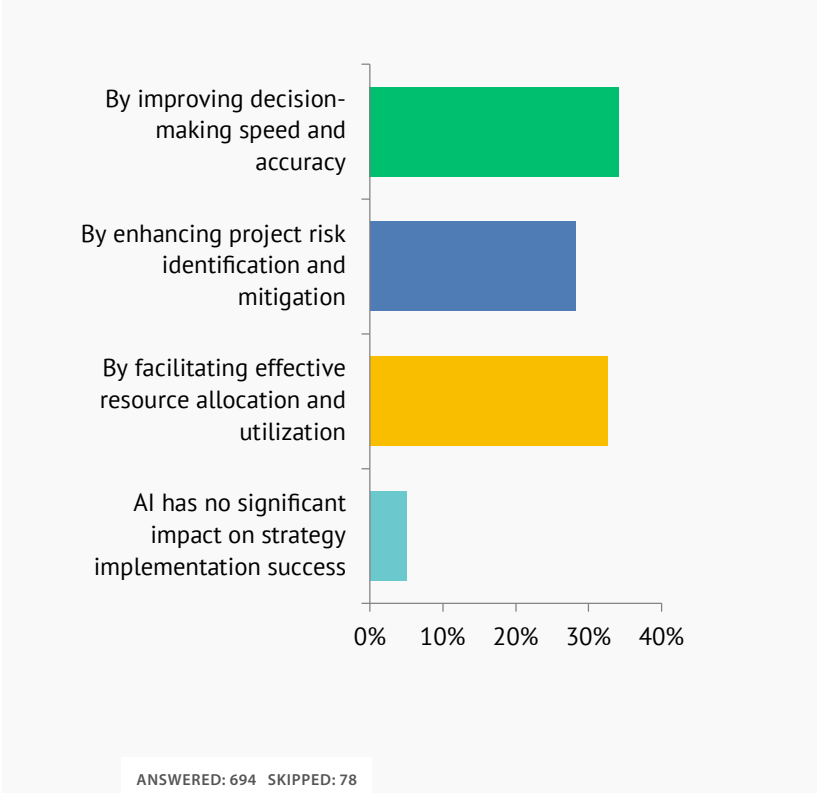 By improving decision-
making speed and
accuracy
By enhancing project risk
identification and
mitigation
By facilitating effective
resource allocation and
utilization
AI has no significant
impact on strategy
implementation success
0% 10% 20% 30% 40%
ANSWERED: 694 SKIPPED: 78